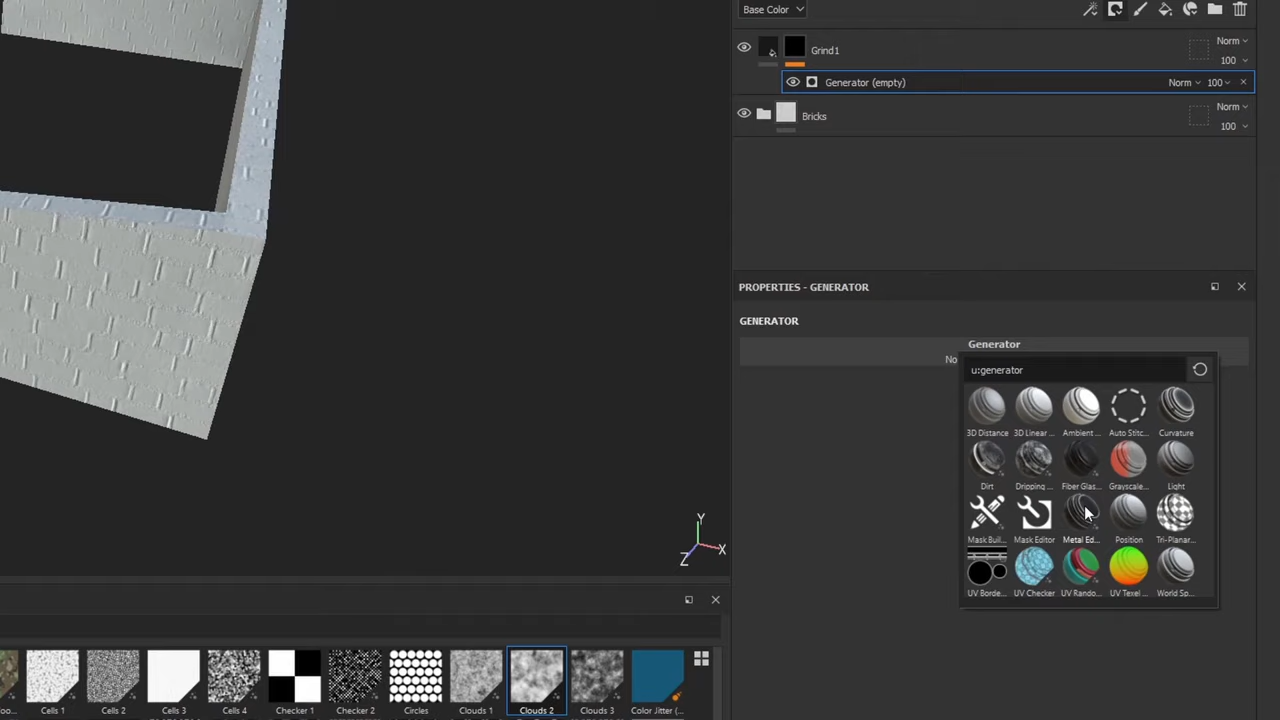 Base Color
Norm
Grind1
100
Generator (empty) Norm 100
Norm
Bricks
100
PROPERTIES - GENERATOR
GENERATOR
Generator
No
u:generator
3D Distance 3D Linear ... Ambient ... Auto Stitc... Curvature
Dirt Dripping ... Fiber Glas... Grayscale... Light
Mask Buil... Mask Editor Metal Ed... Position Tri-Planar...
UV Borde... UV Checker UV Rando... UV Texel ... World Sp...
Y
X
Z
oo... Cells 1 Cells 2 Cells 3 Cells 4 Checker 1 Checker 2 Circles Clouds 1 Clouds 2 Clouds 3 Color Jitter (...